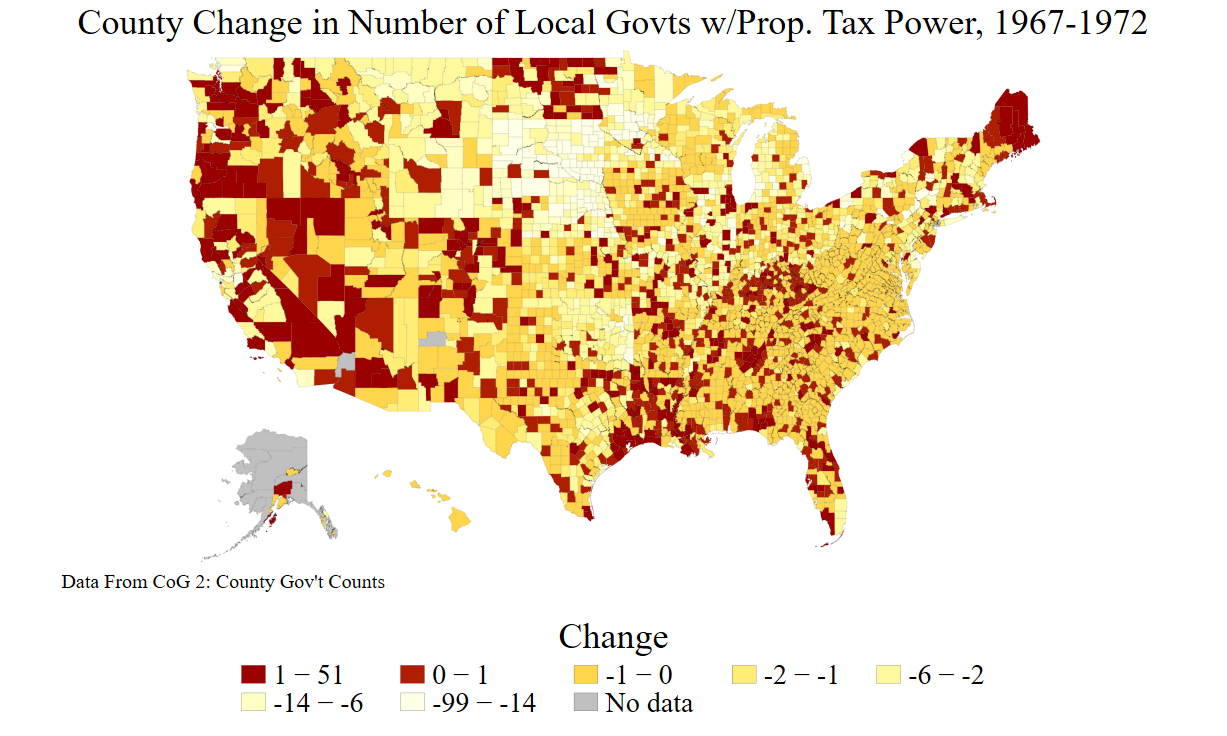 County Change in Number of Local Govts w/Prop. Tax Power, 1967-1972
Data From CoG 2: County Gov't Counts
Change
1 − 51 0 − 1 -1 − 0 -2 − -1 -6 − -2
-14 − -6 -99 − -14 No data